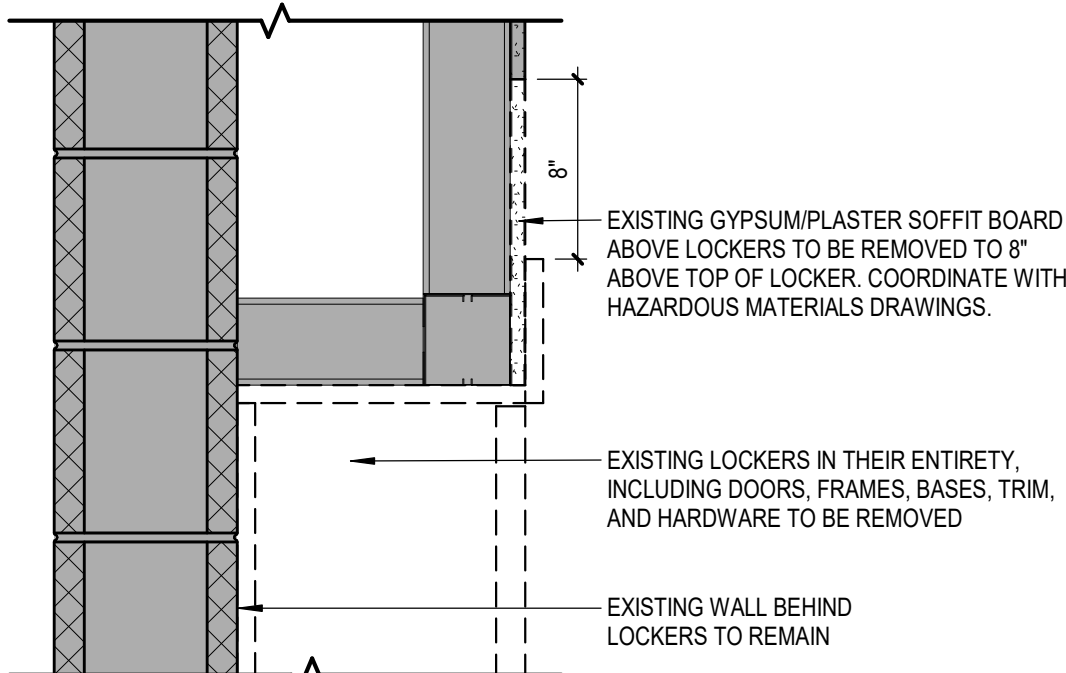 8"
EXISTING GYPSUM/PLASTER SOFFIT BOARD
ABOVE LOCKERS TO BE REMOVED TO 8"
ABOVE TOP OF LOCKER. COORDINATE WITH
HAZARDOUS MATERIALS DRAWINGS.
EXISTING LOCKERS IN THEIR ENTIRETY,
INCLUDING DOORS, FRAMES, BASES, TRIM,
AND HARDWARE TO BE REMOVED
EXISTING WALL BEHIND
LOCKERS TO REMAIN